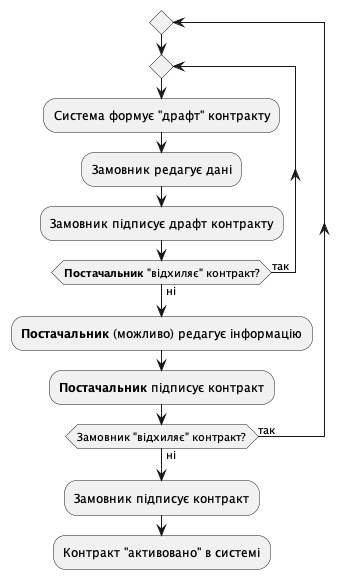 Система формує "драфт" контракту
Замовник редагує дані
Замовник підписує драфт контракту
Постачальник "відхиляє" контракт?
так
ні
Постачальник (можливо) редагує інформацію
Постачальник підписує контракт
Замовник "відхиляє" контракт?
так
ні
Замовник підписує контракт
Контракт "активовано" в системі